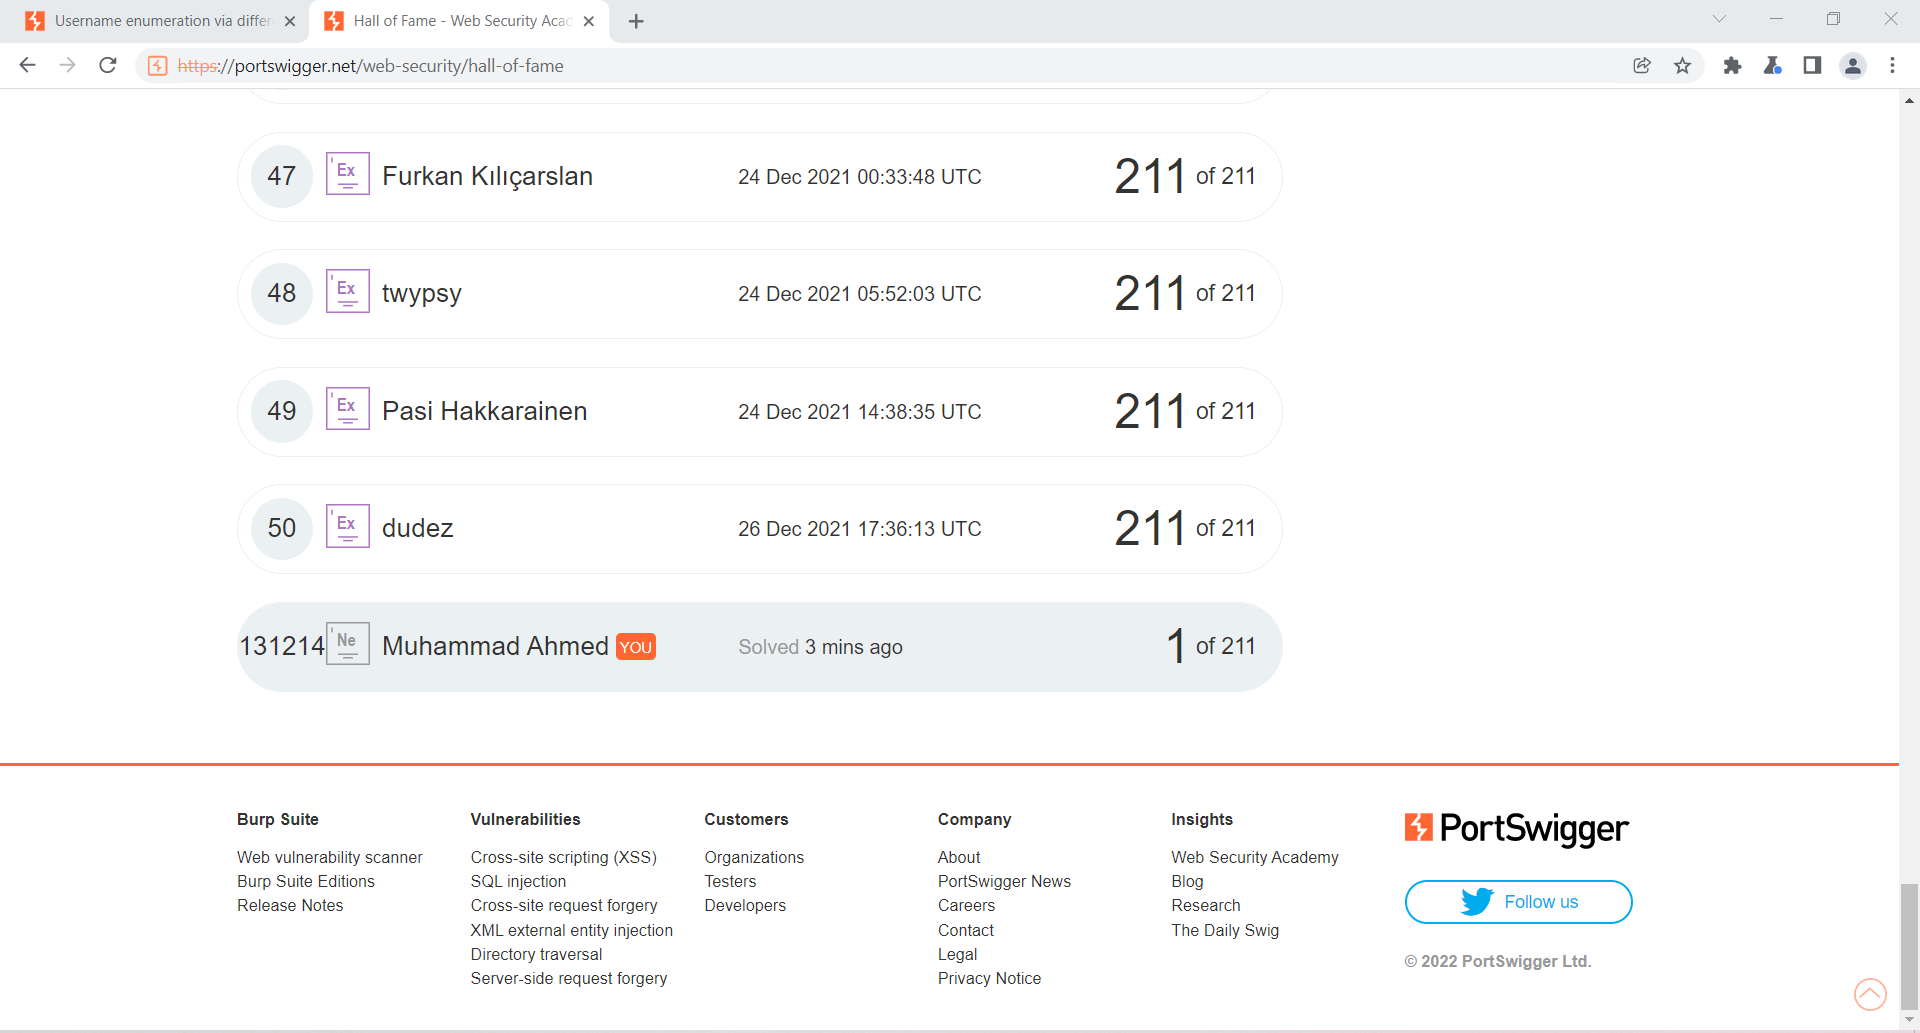 Username enumeration via differ
Hall of Fame - Web Security Acad
https://portswigger.net/web-security/hall-of-fame
47 Ex Furkan Kılıçarslan 24 Dec 2021 00:33:48 UTC 211 of 211
48 Ex twypsy 24 Dec 2021 05:52:03 UTC 211 of 211
49 Ex Pasi Hakkarainen 24 Dec 2021 14:38:35 UTC 211 of 211
50 Ex dudez 26 Dec 2021 17:36:13 UTC 211 of 211
131214 Ne Muhammad Ahmed YOU Solved 3 mins ago 1 of 211
Burp Suite
Web vulnerability scanner
Burp Suite Editions
Release Notes
Vulnerabilities
Cross-site scripting (XSS)
SQL injection
Cross-site request forgery
XML external entity injection
Directory traversal
Server-side request forgery
Customers
Organizations
Testers
Developers
Company
About
PortSwigger News
Careers
Contact
Legal
Privacy Notice
Insights
Web Security Academy
Blog
Research
The Daily Swig
PortSwigger
Follow us
© 2022 PortSwigger Ltd.